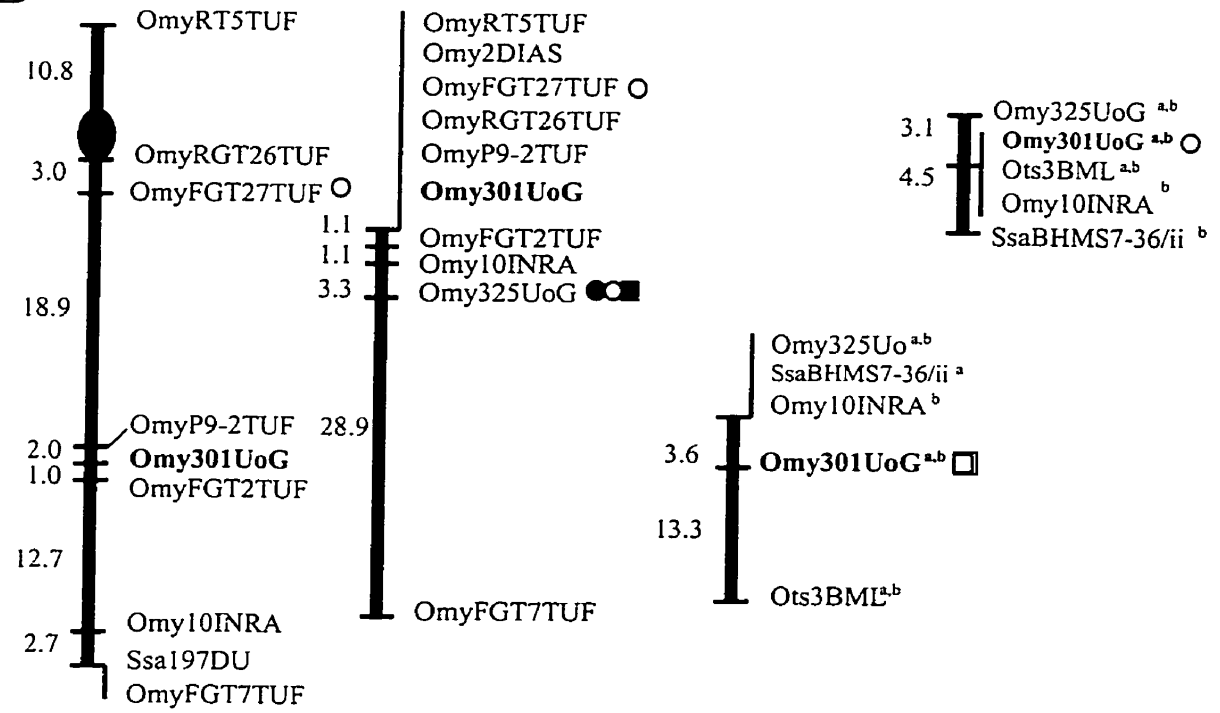 OmyRT5TUF
10.8
OmyRGT26TUF
3.0
OmyFGT27TUF
18.9
OmyP9-2TUF
2.0
Omy301UoG
1.0
OmyFGT2TUF
12.7
Omy10INRA
2.7
Ssa197DU
OmyFGT7TUF
OmyRT5TUF
Omy2DIAS
OmyFGT27TUF
OmyRGT26TUF
OmyP9-2TUF
Omy301UoG
1.1
OmyFGT2TUF
1.1
Omy10INRA
3.3
Omy325UoG
28.9
OmyFGT7TUF
Omy325UoG a,b
3.1
Omy301UoG a,b
Ots3BML a,b
4.5
Omy10INRA b
SsaBHMS7-36/ii b
Omy325Uo a,b
SsaBHMS7-36/ii a
Omy10INRA b
3.6
Omy301UoG a,b
13.3
Ots3BML a,b